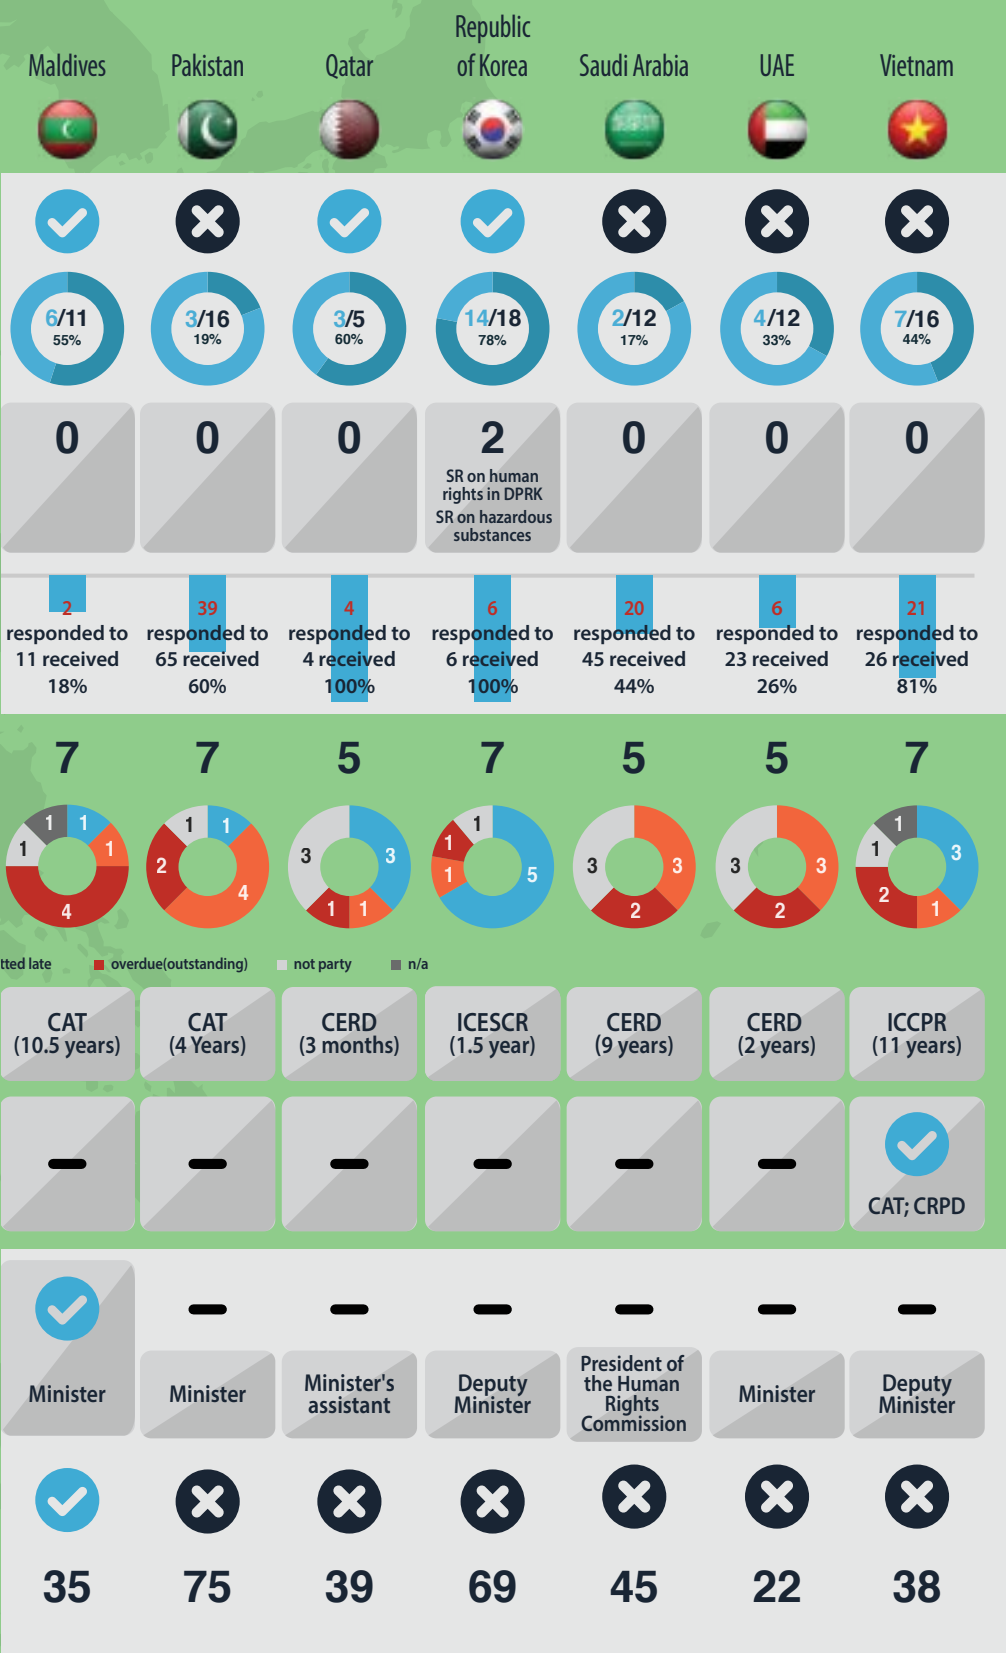 Republic
Maldives Pakistan Qatar of Korea Saudi Arabia UAE Vietnam
6/11 3/16 3/5 14/18 2/12 4/12 7/16
55% 19% 60% 78% 17% 33% 44%
0 0 0 2 0 0 0
SR on human
rights in DPRK
SR on hazardous
substances
2 39 4 6 20 6 21
responded to responded to responded to responded to responded to responded to responded to
11 received 65 received 4 received 6 received 45 received 23 received 26 received
18% 60% 100% 100% 44% 26% 81%
7 7 5 7 5 5 7
1 1 1 1 4
1 1 4 2
3 3 1 1
1 5 1 1
3 3 2
3 3 2
1 3 1 2 1
tted late overdue(outstanding) not party n/a
CAT CAT CERD ICESCR CERD CERD ICCPR
(10.5 years) (4 Years) (3 months) (1.5 year) (9 years) (2 years) (11 years)
CAT; CRPD
Minister
Minister
Minister's
assistant
Deputy
Minister
President of
the Human
Rights
Commission
Minister
Deputy
Minister
35 75 39 69 45 22 38